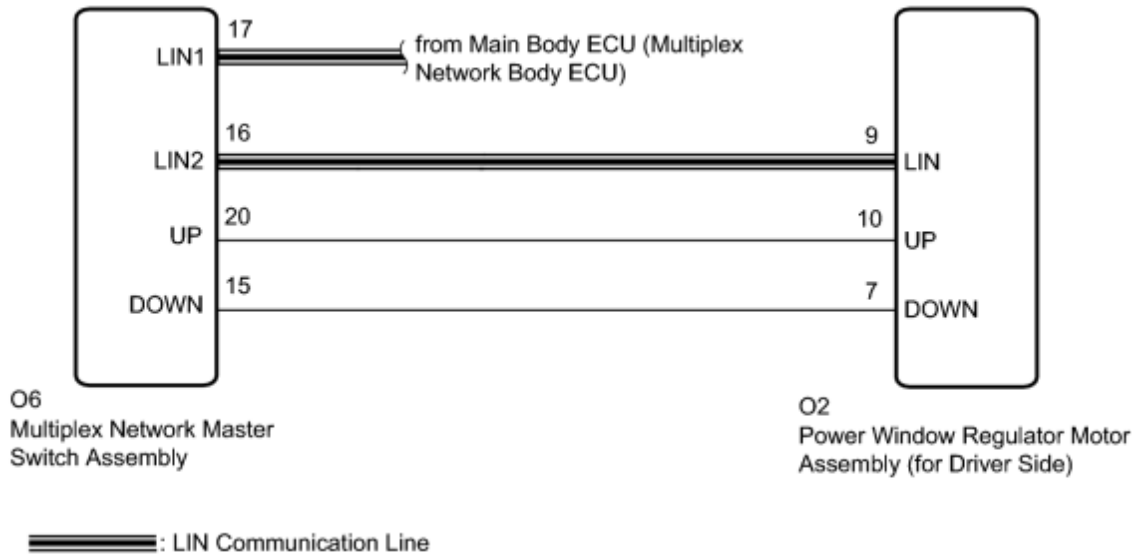 17
LIN1
from Main Body ECU (Multiplex
Network Body ECU)
16
9
LIN2
LIN
20
10
UP
UP
15
7
DOWN
DOWN
O6
Multiplex Network Master
Switch Assembly
O2
Power Window Regulator Motor
Assembly (for Driver Side)
: LIN Communication Line